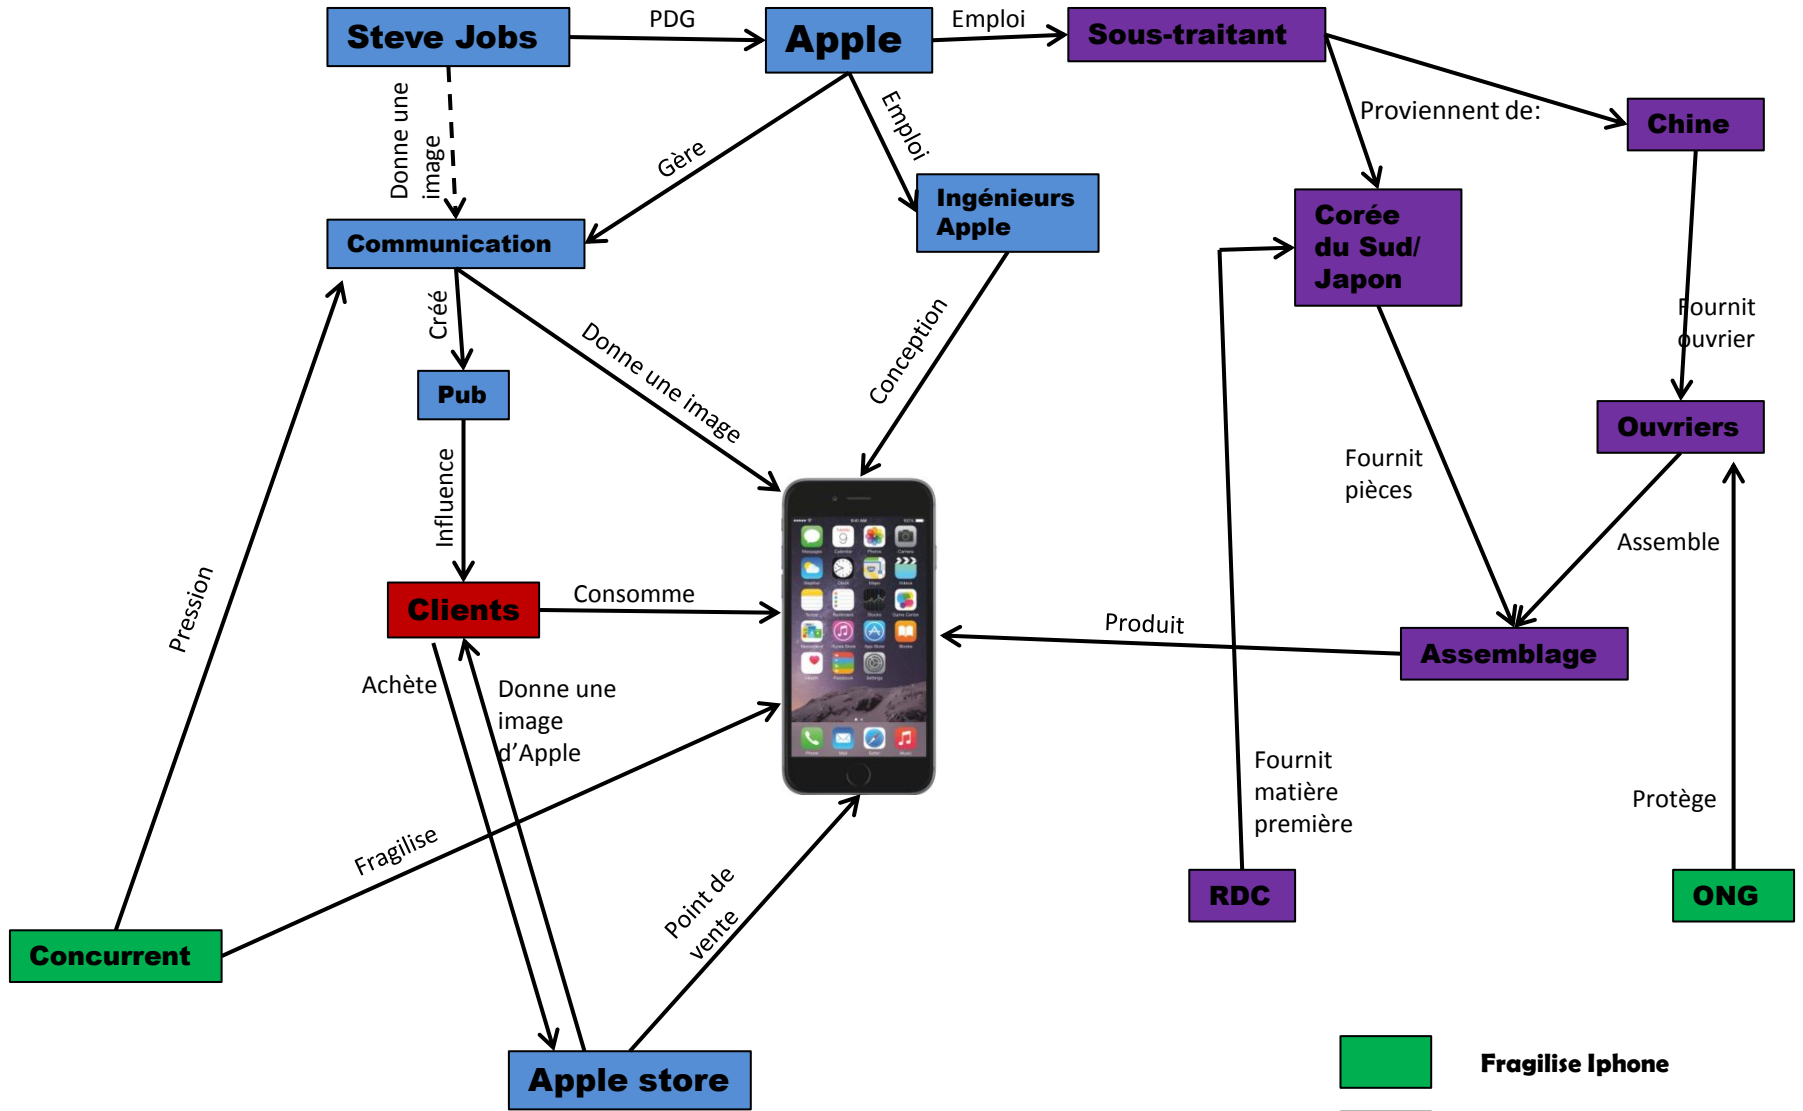 Steve Jobs
PDG
Apple
Emploi
Sous-traitant
Donne une
image
Gère
Emploi
Proviennent de:
Chine
Communication
Ingénieurs
Apple
Corée
du Sud/
Japon
Créé
Donne une image
Conception
Fournit
ouvrier
Pub
Ouvriers
Influence
Fournit
pièces
Assemble
Pression
Clients
Consomme
Produit
Assemblage
Achète
Donne une
image
d'Apple
Fragilise
Point de
vente
Fournit
matière
première
Protège
RDC
ONG
Concurrent
Apple store
Fragilise Iphone